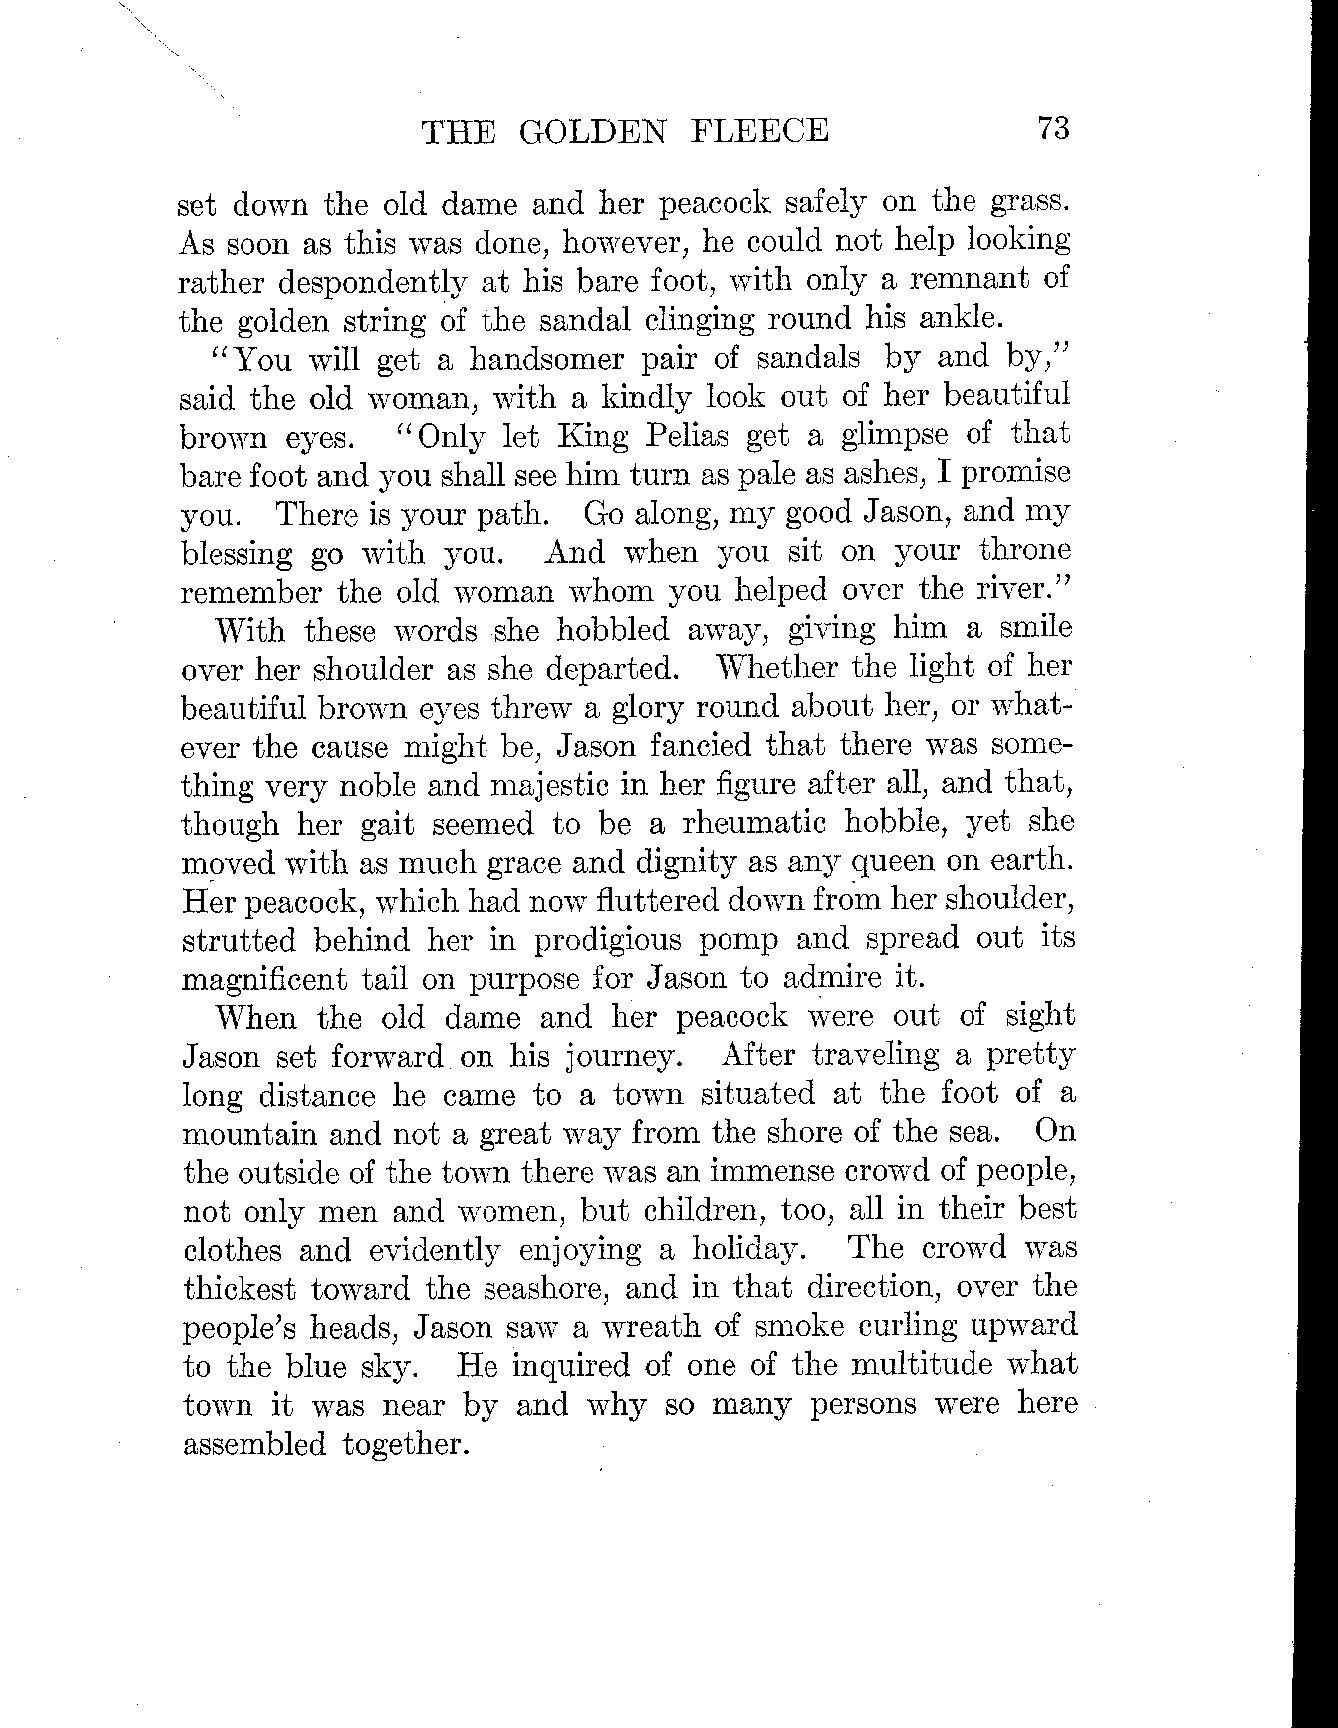 THE GOLDEN FLEECE 73
set down the old dame and her peacock safely on the grass.
As soon as this was done, however, he could not help looking
rather despondently at his bare foot, with only a remnant of
the golden string of the sandal clinging round his ankle.
"You will get a handsomer pair of sandals by and by,"
said the old woman, with a kindly look out of her beautiful
brown eyes. "Only let King Pelias get a glimpse of that
bare foot and you shall see him turn as pale as ashes, I promise
you. There is your path. Go along, my good Jason, and my
blessing go with you. And when you sit on your throne
remember the old woman whom you helped over the river."
With these words she hobbled away, giving him a smile
over her shoulder as she departed. Whether the light of her
beautiful brown eyes threw a glory round about her, or what-
ever the cause might be, Jason fancied that there was some-
thing very noble and majestic in her figure after all, and that,
though her gait seemed to be a rheumatic hobble, yet she
moved with as much grace and dignity as any queen on earth.
Her peacock, which had now fluttered down from her shoulder,
strutted behind her in prodigious pomp and spread out its
magnificent tail on purpose for Jason to admire it.
When the old dame and her peacock were out of sight
Jason set forward on his journey. After traveling a pretty
long distance he came to a town situated at the foot of a
mountain and not a great way from the shore of the sea. On
the outside of the town there was an immense crowd of people,
not only men and women, but children, too, all in their best
clothes and evidently enjoying a holiday. The crowd was
thickest toward the seashore, and in that direction, over the
people's heads, Jason saw a wreath of smoke curling upward
to the blue sky. He inquired of one of the multitude what
town it was near by and why so many persons were here
assembled together.